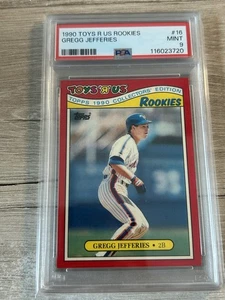 1990 TOYS R US ROOKIES #16
GREGG JEFFERIES MINT
9
PSA 116023720
TOYS R US
TOPPS 1990 COLLECTORS' EDITION
ROOKIES
Topps
GREGG JEFFERIES • 2B